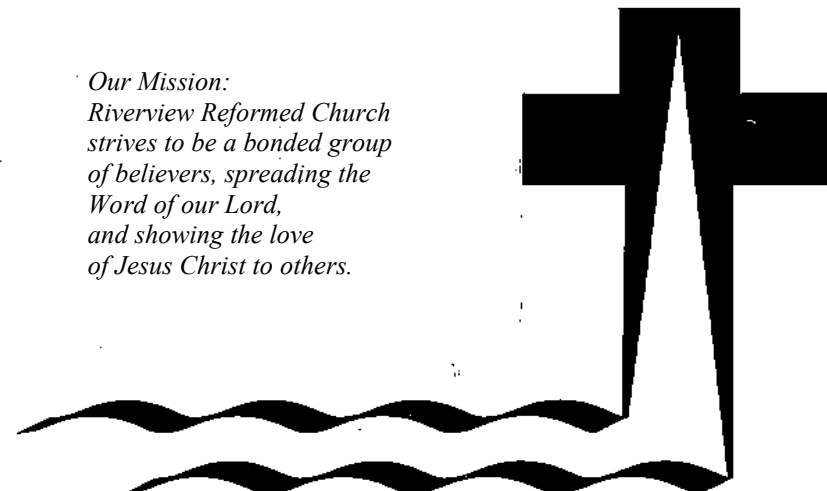 Our Mission:
Riverview Reformed Church
strives to be a bonded group
of believers, spreading the
Word of our Lord,
and showing the love
of Jesus Christ to others.